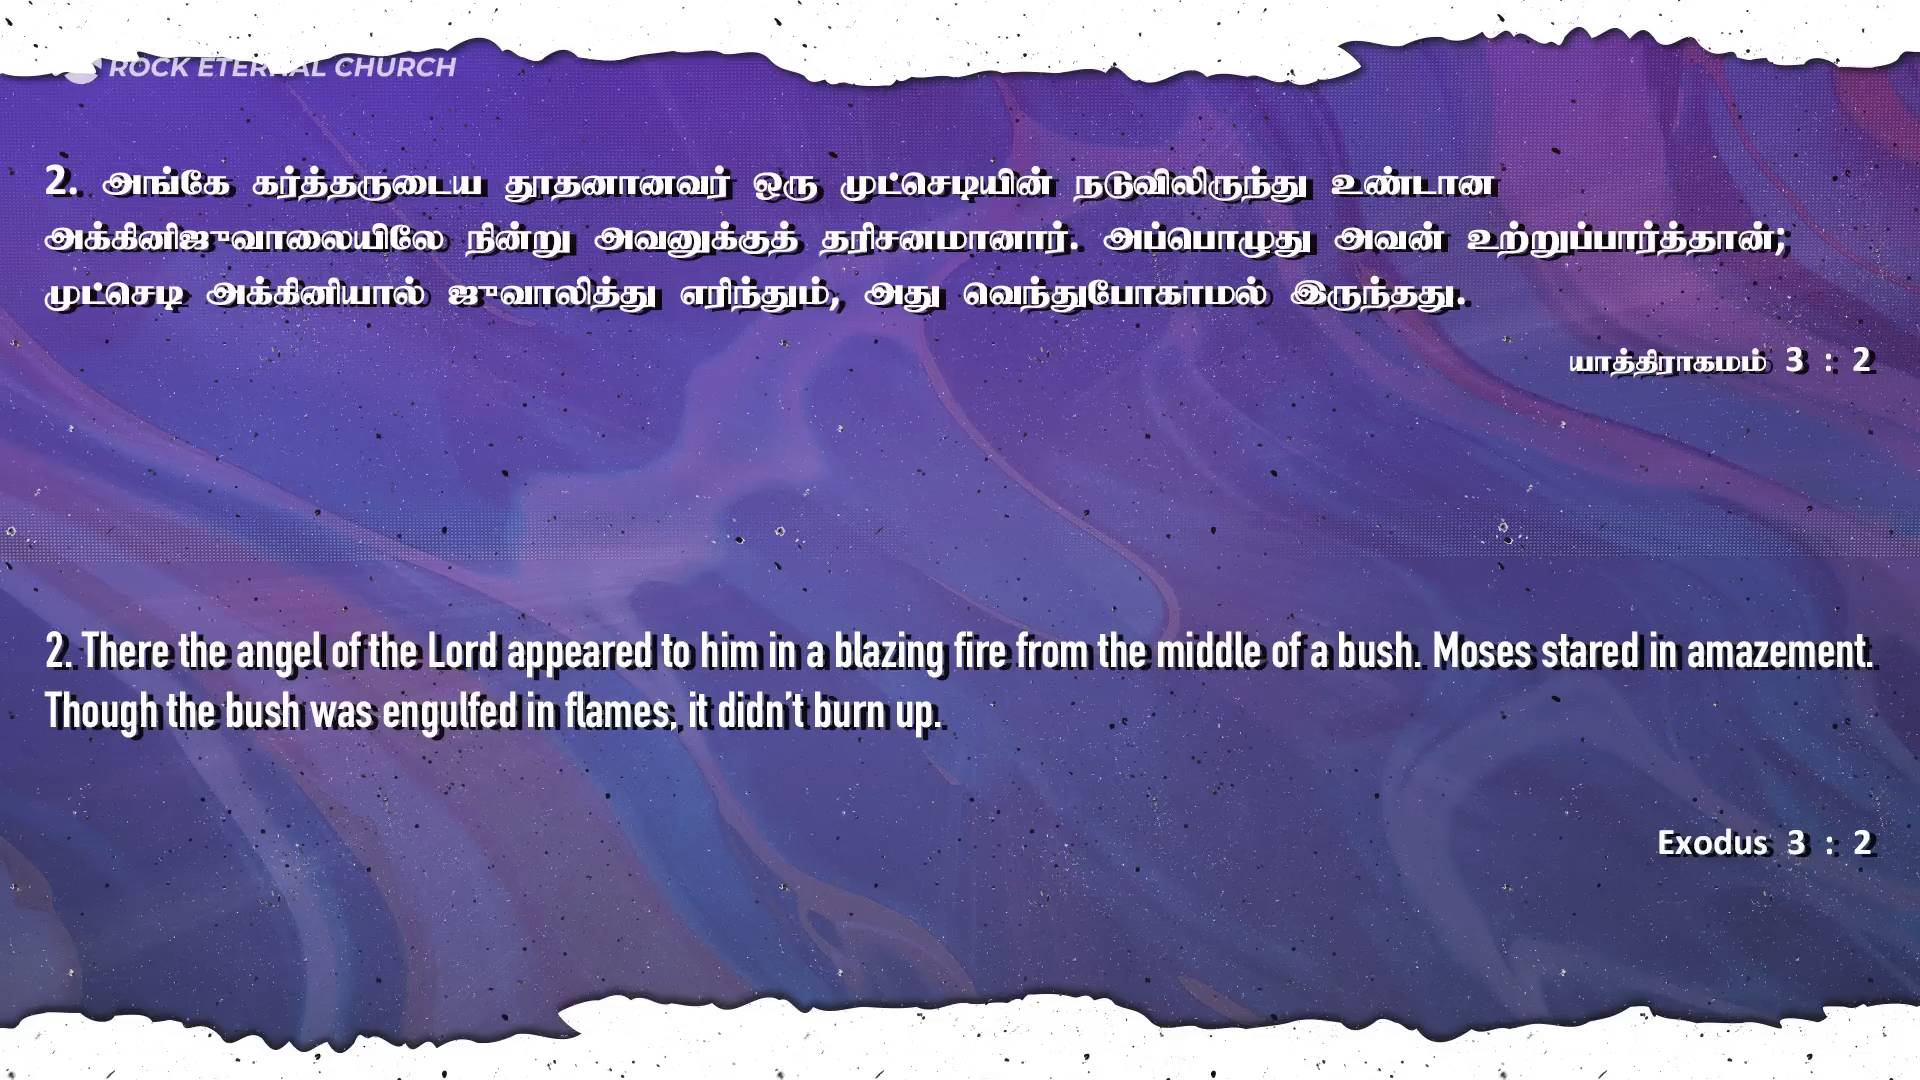 ROCK ETERNAL CHURCH
2. அங்கே கர்த்தருடைய தூதனானவர் ஒரு முட்செடியின் நடுவிலிருந்து உண்டான
அக்கினிஜுவாலையிலே நின்று அவனுக்குத் தரிசனமானார். அப்பொழுது அவன் உற்றுப்பார்த்தான்;
முட்செடி அக்கினியால் ஜுவாலித்து எரிந்தும், அது வெந்துபோகாமல் இருந்தது.
யாத்திராகமம் 3 : 2
2. There the angel of the Lord appeared to him in a blazing fire from the middle of a bush. Moses stared in amazement.
Though the bush was engulfed in flames, it didn’t burn up.
Exodus 3 : 2